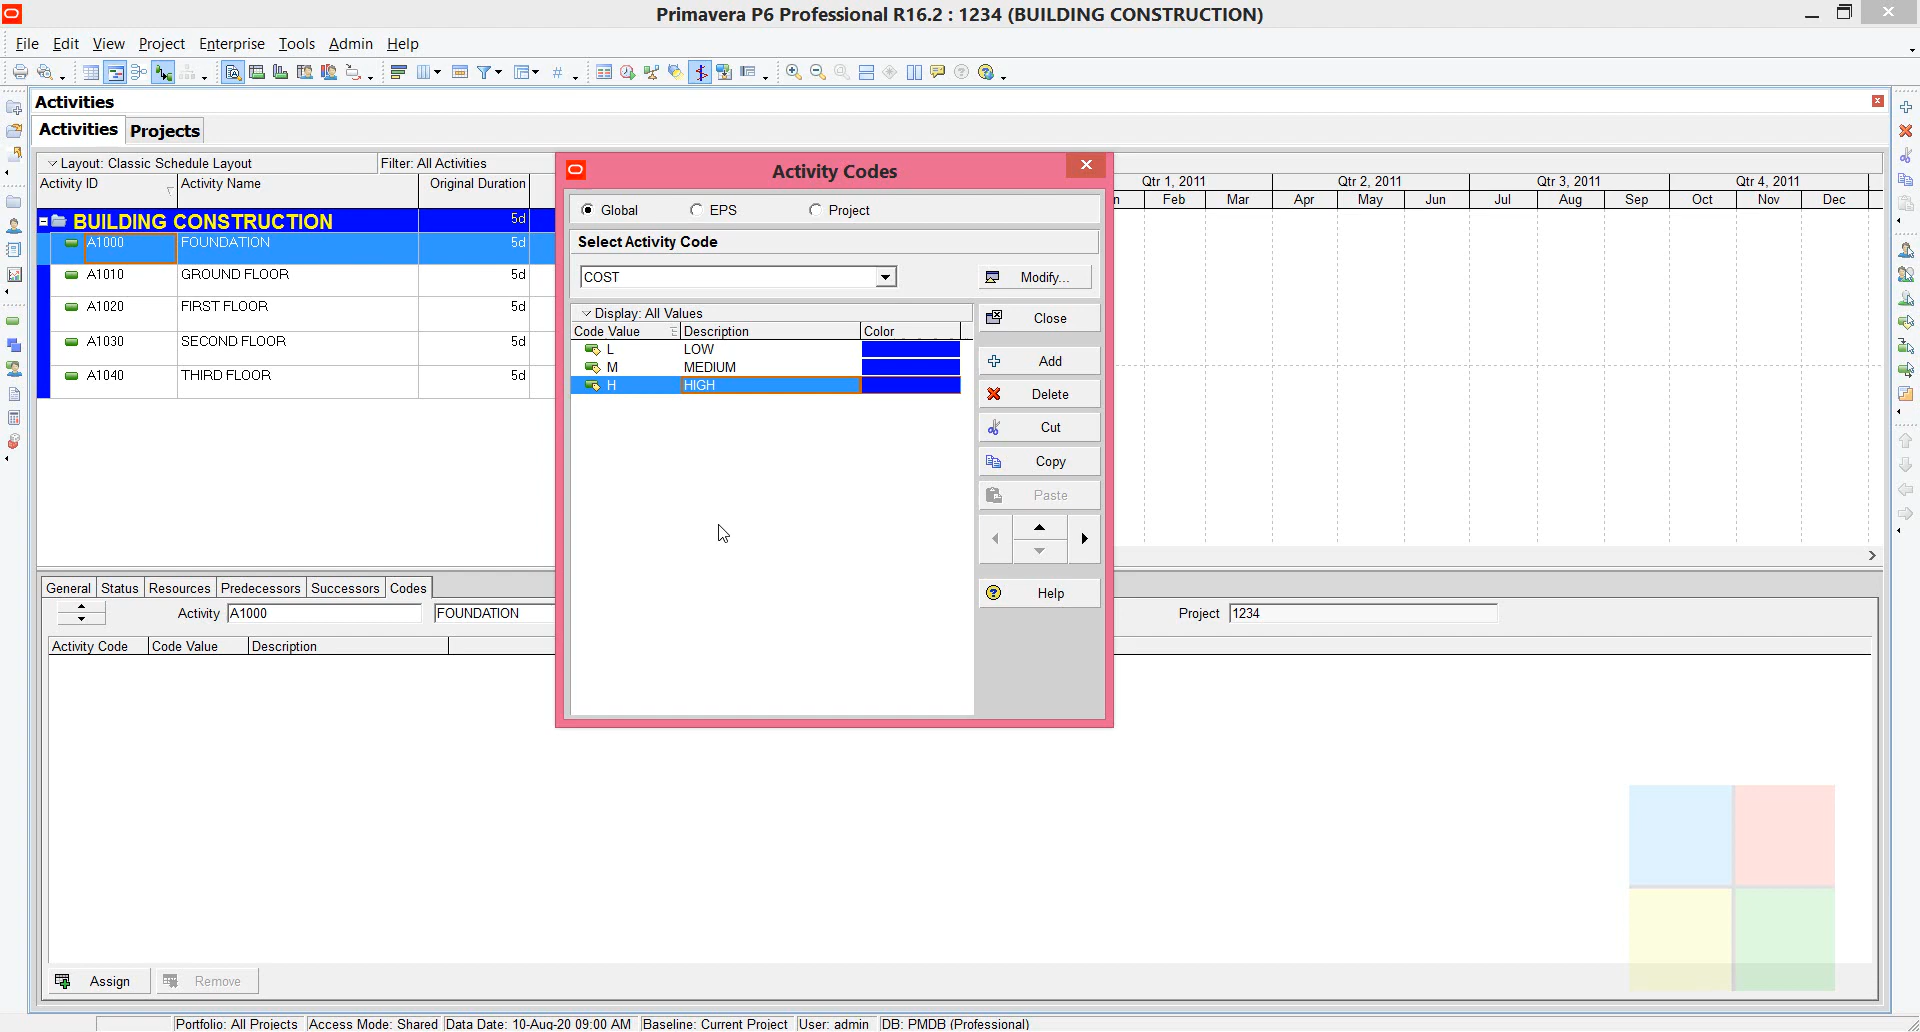 Primavera P6 Professional R16.2 : 1234 (BUILDING CONSTRUCTION)
File Edit View Project Enterprise Tools Admin Help
Activities
Activities Projects
Layout: Classic Schedule Layout Filter: All Activities
Activity ID Activity Name Original Duration
Qtr 1, 2011 Qtr 2, 2011 Qtr 3, 2011 Qtr 4, 2011
Feb Mar Apr May Jun Jul Aug Sep Oct Nov Dec
BUILDING CONSTRUCTION 5d
A1000 FOUNDATION 5d
A1010 GROUND FLOOR 5d
A1020 FIRST FLOOR 5d
A1030 SECOND FLOOR 5d
A1040 THIRD FLOOR 5d
Activity Codes
Global EPS Project
Select Activity Code
COST Modify...
Display: All Values
Code Value Description Color
L LOW
M MEDIUM
H HIGH
Close
Add
Delete
Cut
Copy
Paste
Help
General Status Resources Predecessors Successors Codes
Activity A1000 FOUNDATION Project 1234
Activity Code Code Value Description
Assign Remove
Portfolio: All Projects Access Mode: Shared Data Date: 10-Aug-20 09:00 AM Baseline: Current Project User: admin DB: PMDB (Professional)